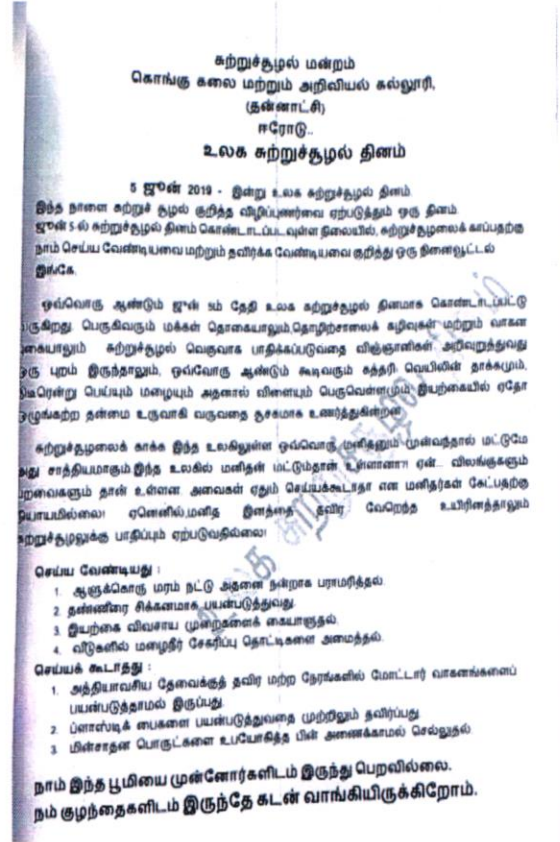 சுற்றுச்சூழல் மன்றம்
கொங்கு கலை மற்றும் அறிவியல் கல்லூரி,
(தன்னாட்சி)
ஈரோடு..
உலக சுற்றுச்சூழல் தினம்
5 ஜூன் 2019 - இன்று உலக சுற்றுச்சூழல் தினம்.
இந்த நாளை சுற்றுச் சூழல் குறித்த விழிப்புணர்வை ஏற்படுத்தும் ஒரு தினம்.
ஜூன் 5-ல் சுற்றுச்சூழல் தினம் கொண்டாடப்படவுள்ள நிலையில், சுற்றுச்சூழலைக் காப்பதற்கு
நாம் செய்ய வேண்டியவை மற்றும் தவிர்க்க வேண்டியவை குறித்து ஒரு நினைவூட்டல்
இங்கே.
ஒவ்வொரு ஆண்டும் ஜூன் 5ம் தேதி உலக சுற்றுச்சூழல் தினமாக கொண்டாடப்பட்டு
வருகிறது. பெருகிவரும் மக்கள் தொகையாலும்,தொழிற்சாலைக் கழிவுகள் மற்றும் வாகன
புகையாலும் சுற்றுச்சூழல் வெகுவாக பாதிக்கப்படுவதை விஞ்ஞானிகள் அறிவுறுத்துவது
ஒரு புறம் இருந்தாலும், ஒவ்வோரு ஆண்டும் கூடிவரும் கத்தரி வெயிலின் தாக்கமும்,
திடீரென்று பெய்யும் மழையும் அதனால் விளையும் பெருவெள்ளமும் இயற்கையில் ஏதோ
ஒழுங்கற்ற தன்மை உருவாகி வருவதை சூசகமாக உணர்த்துகின்றன
சுற்றுச்சூழலைக் காக்க இந்த உலகிலுள்ள ஒவ்வொரு மனிதனும் முன்வந்தால் மட்டுமே
அது சாத்தியமாகும்.இந்த உலகில் மனிதன் மட்டும்தான் உள்ளானா?! ஏன்... விலங்குகளும்
பறவைகளும் தான் உள்ளன. அவைகள் ஏதும் செய்யக்கூடாதா என மனிதர்கள் கேட்பதற்கு
நியாயமில்லை! ஏனெனில்,மனித இனத்தை தவிர வேறெந்த உயிரினத்தாலும்
சுற்றுச்சூழலுக்கு பாதிப்பும் ஏற்படுவதில்லை!
செய்ய வேண்டியது :
1. ஆளுக்கொரு மரம் நட்டு அதனை நன்றாக பராமரித்தல்.
2. தண்ணீரை சிக்கனமாக பயன்படுத்துவது.
3. இயற்கை விவசாய முறைகளைக் கையாளுதல்.
4. வீடுகளில் மழைநீர் சேகரிப்பு தொட்டிகளை அமைத்தல்.
செய்யக் கூடாதது :
1. அத்தியாவசிய தேவைக்குத் தவிர மற்ற நேரங்களில் மோட்டார் வாகனங்களைப்
பயன்படுத்தாமல் இருப்பது.
2. ப்ளாஸ்டிக் பைகளை பயன்படுத்துவதை முற்றிலும் தவிர்ப்பது
3. மின்சாதன பொருட்களை உபயோகித்த பின் அணைக்காமல் செல்லுதல்.
நாம் இந்த பூமியை முன்னோர்களிடம் இருந்து பெறவில்லை.
நம் குழந்தைகளிடம் இருந்தே கடன் வாங்கியிருக்கிறோம்.